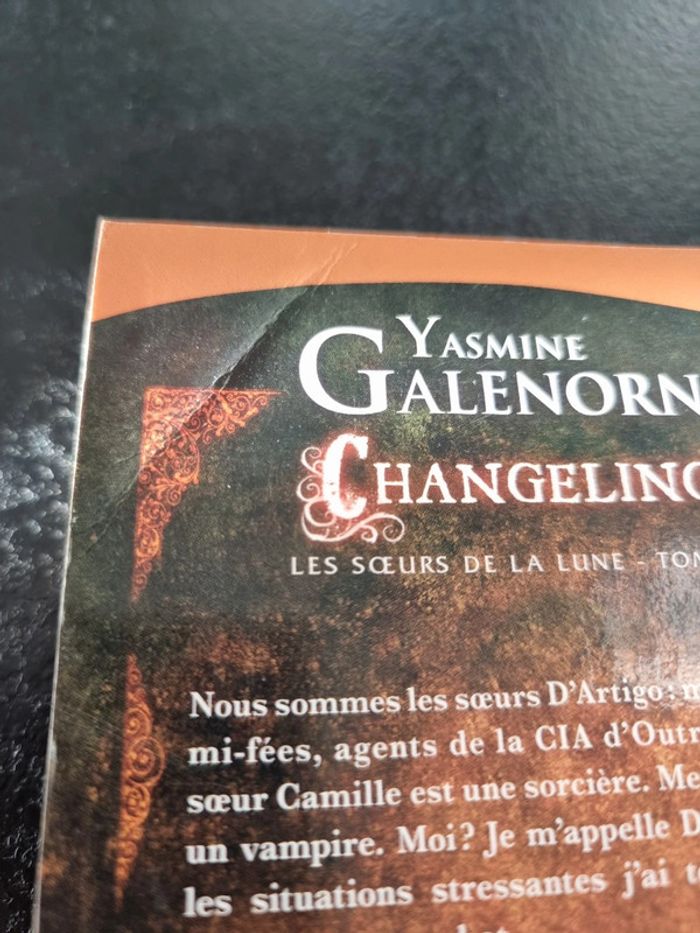 YASMINE
GALENORN
CHANGELING
LES SŒURS DE LA LUNE -
Nous sommes les sœurs D'Artigo :
mi-fées, agents de la CIA
sœur Camille est une sorcière.
un vampire. Moi ? Je m'appelle
les situations stressantes j'ai